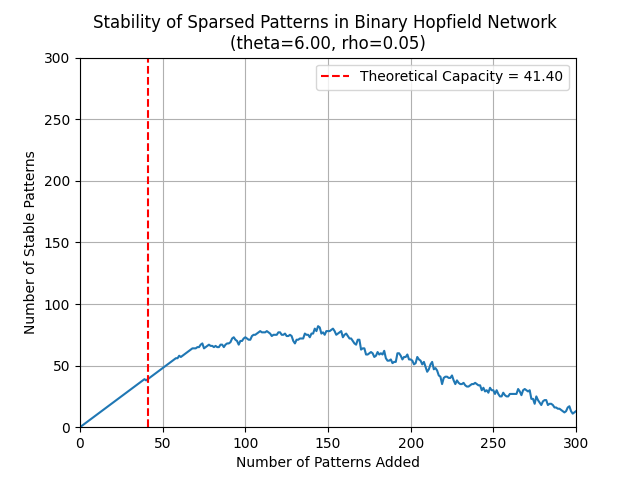 Stability of Sparsed Patterns in Binary Hopfield Network
(theta=6.00, rho=0.05)
Theoretical Capacity = 41.40
Number of Stable Patterns
300
250
200
150
100
50
0
0 50 100 150 200 250 300
Number of Patterns Added